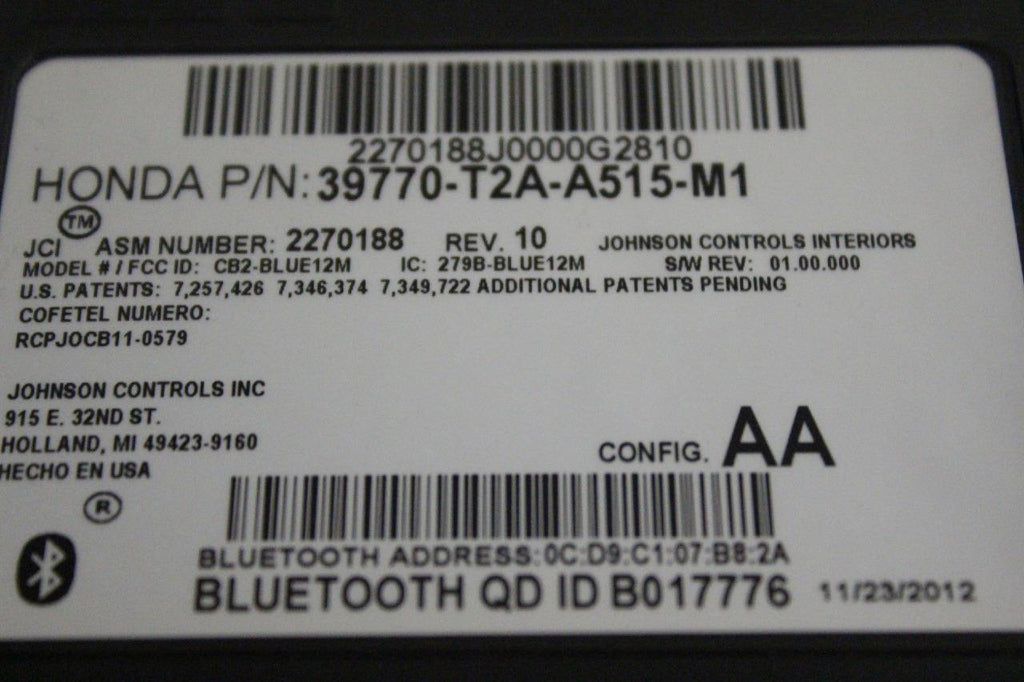 2270188J0000G2810
HONDA P/N: 39770-T2A-A515-M1
TM
JCI ASM NUMBER: 2270188 REV. 10 JOHNSON CONTROLS INTERIORS
MODEL # / FCC ID: CB2-BLUE12M IC: 279B-BLUE12M S/W REV: 01.00.000
U.S. PATENTS: 7,257,426 7,346,374 7,349,722 ADDITIONAL PATENTS PENDING
COFETEL NUMERO:
RCPJOCB11-0579
JOHNSON CONTROLS INC
915 E. 32ND ST.
HOLLAND, MI 49423-9160
HECHO EN USA
CONFIG. AA
R
BLUETOOTH ADDRESS:0C:D9:C1:07:B8:2A
BLUETOOTH QD ID B017776 11/23/2012